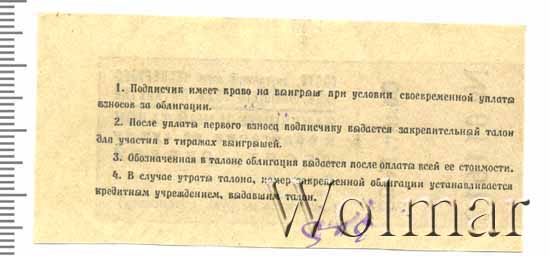 1. Подписчик имеет право на выигрыш при условии своевременной уплаты
взносов за облигации.
2. После уплаты первого взноса подписчику выдается закрепительный талон
для участия в тиражах выигрышей.
3. Обозначенная в талоне облигация выдается после оплаты всей ее стоимости.
4. В случае утраты талона, номер закрепленной облигации устанавливается
кредитным учреждением, выдавшим талон.
Wolmar